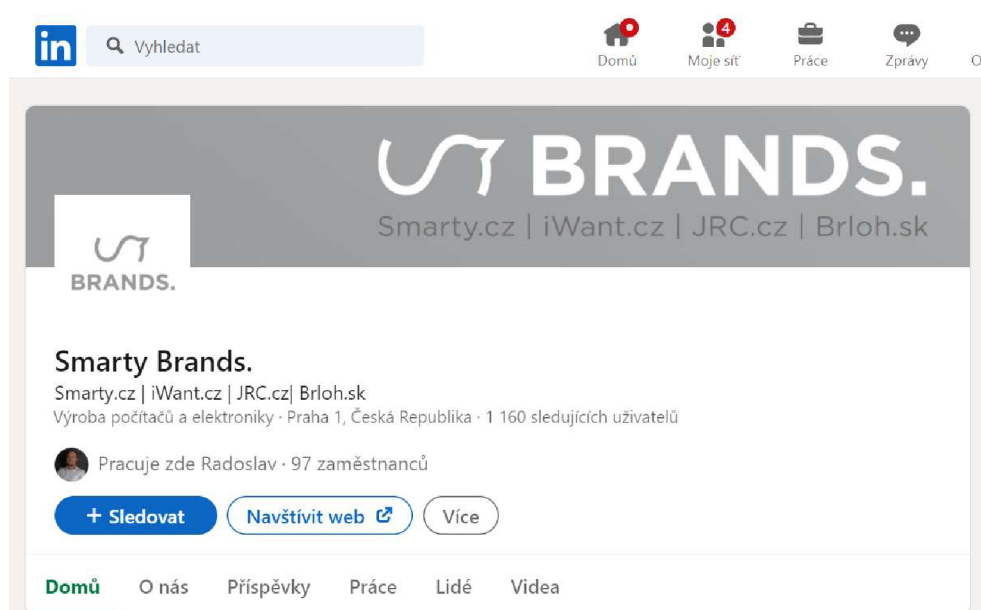 in
Vyhledat
Domů
4
Moje síť
Práce
Zprávy
BRANDS.
Smarty.cz | iWant.cz | JRC.cz | Brloh.sk
BRANDS.
Smarty Brands.
Smarty.cz | iWant.cz | JRC.cz| Brloh.sk
Výroba počítačů a elektroniky · Praha 1, Česká Republika · 1 160 sledujících uživatelů
Pracuje zde Radoslav · 97 zaměstnanců
+ Sledovat
Navštívit web
Více
Domů
O nás
Příspěvky
Práce
Lidé
Videa